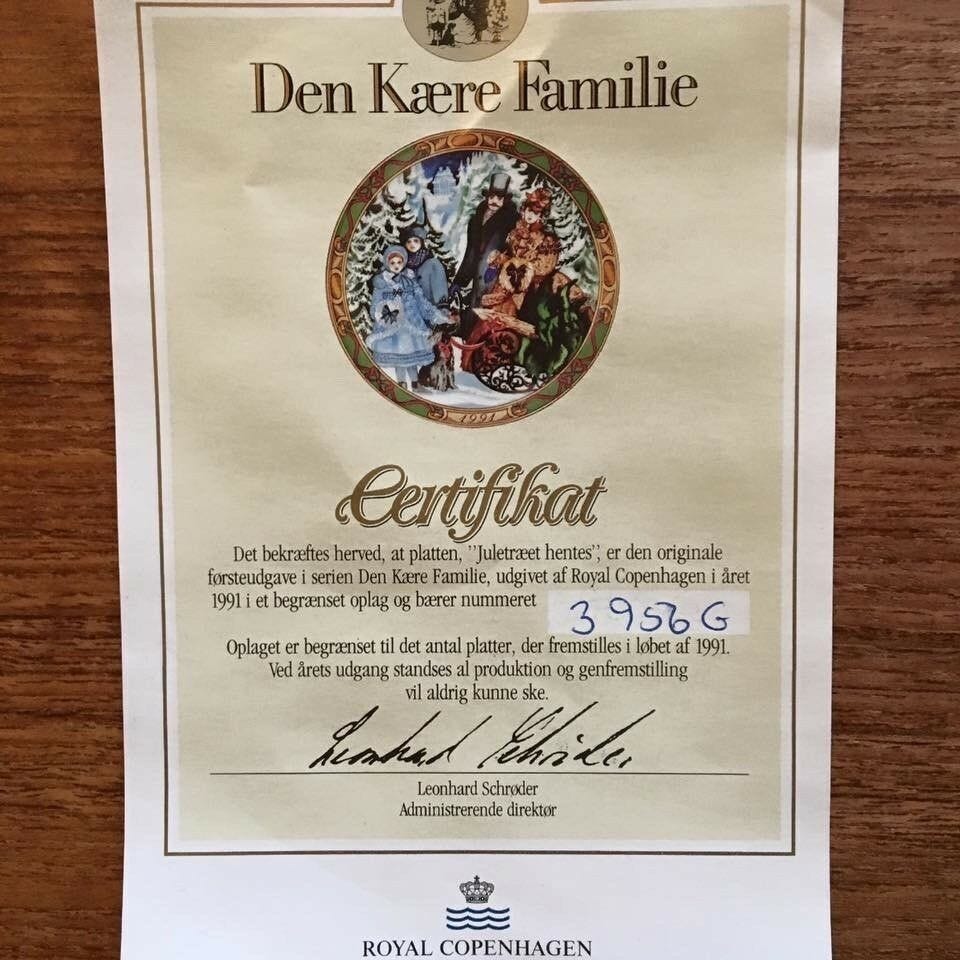 Den Kære Familie
1991
Certifikat
Det bekræftes herved, at platten, "Juletræet hentes", er den originale
førsteudgave i serien Den Kære Familie, udgivet af Royal Copenhagen i året
1991 i et begrænset oplag og bærer nummeret 3956 G
Oplaget er begrænset til det antal platter, der fremstilles i løbet af 1991.
Ved årets udgang standses al produktion og genfremstilling
vil aldrig kunne ske.
Leonhard Schrøder
Leonhard Schrøder
Administrerende direktør
ROYAL COPENHAGEN